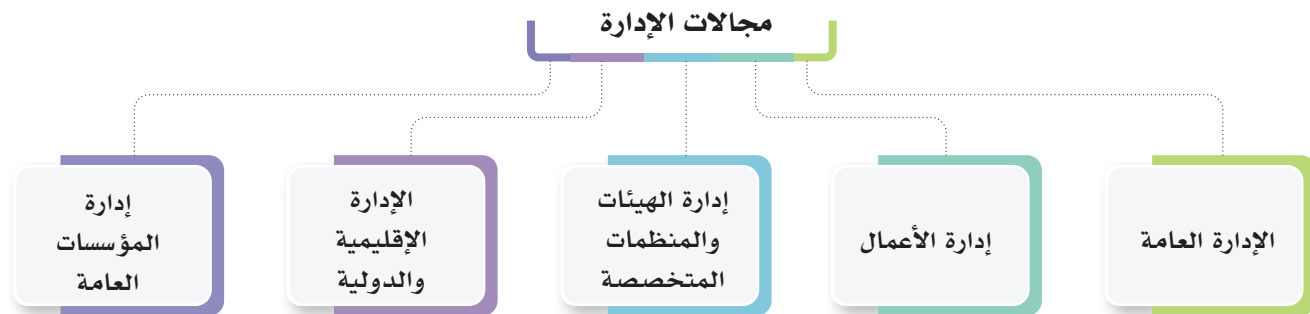 مجالات الإدارة
الإدارة العامة
إدارة الأعمال
إدارة الهيئات
والمنظمات
المتخصصة
الإدارة
الإقليمية
والدولية
إدارة
المؤسسات
العامة